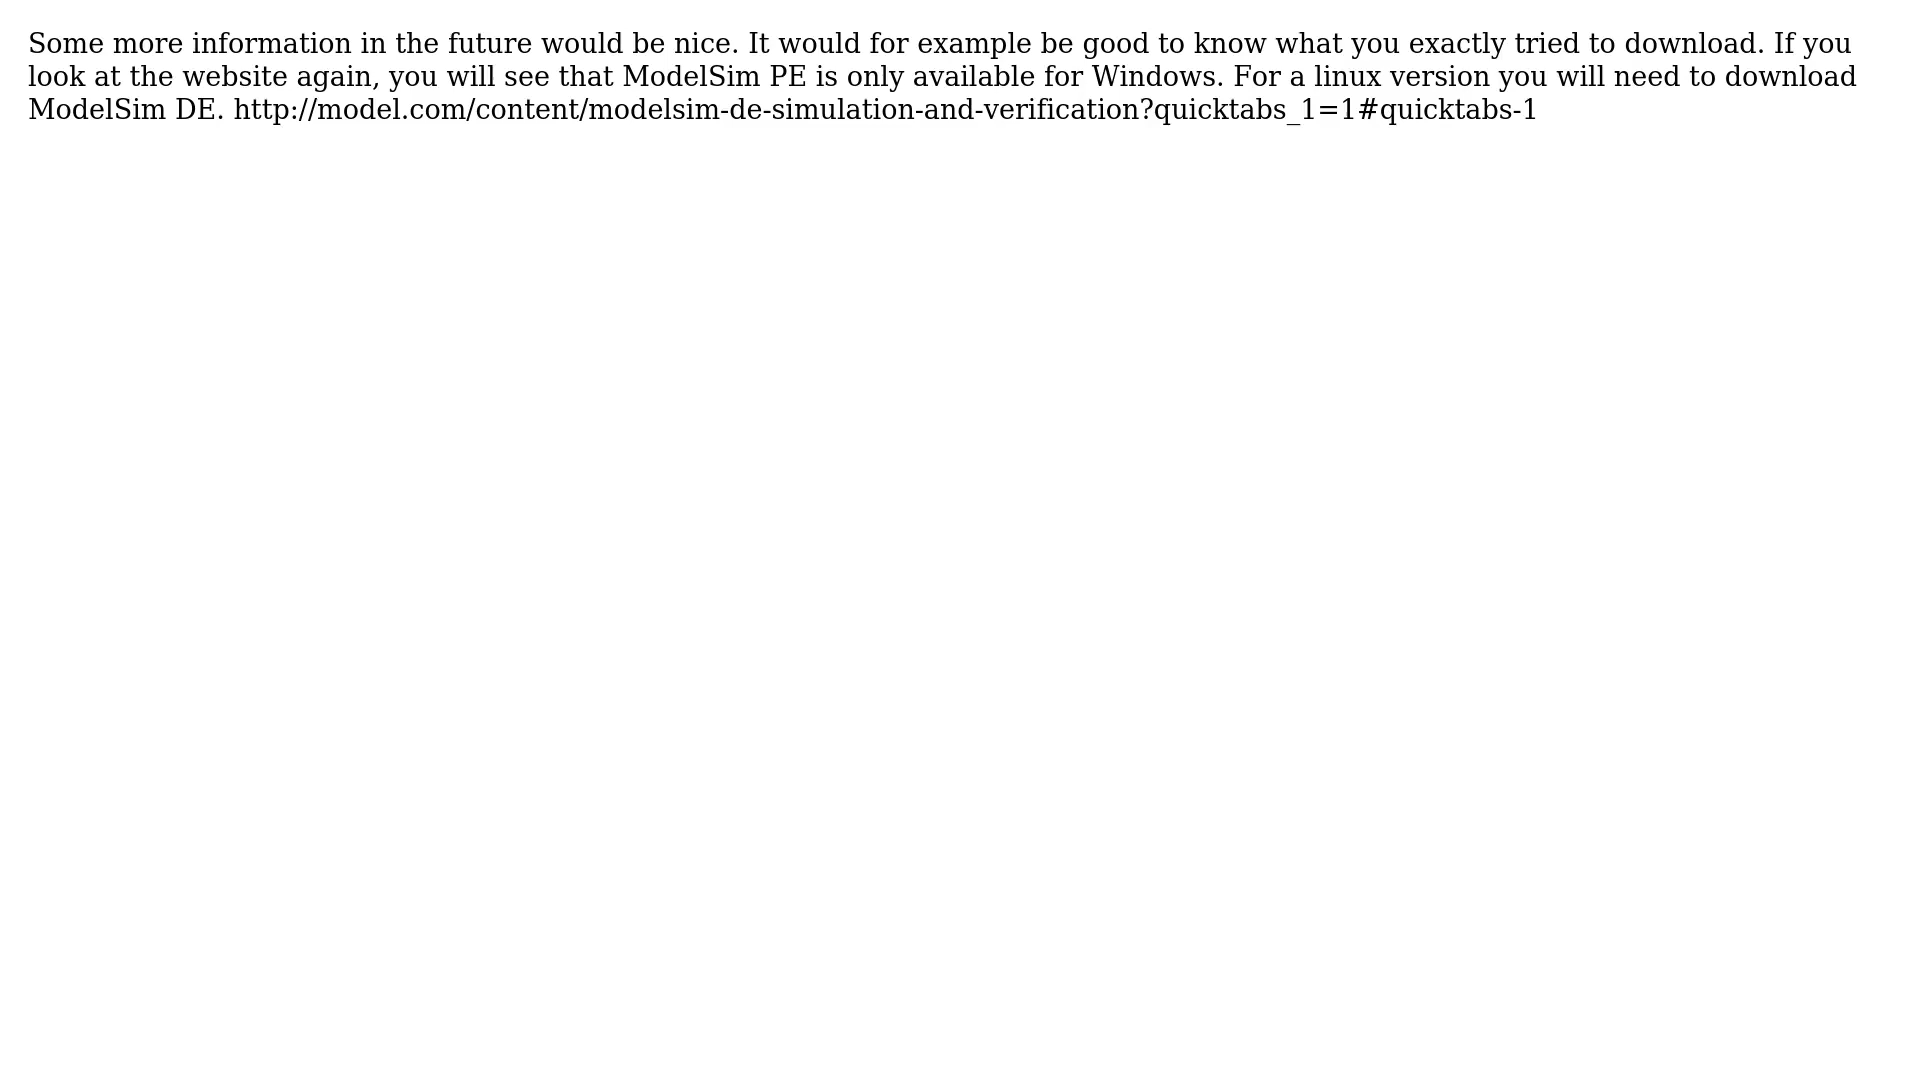 Some more information in the future would be nice. It would for example be good to know what you exactly tried to download. If you
look at the website again, you will see that ModelSim PE is only available for Windows. For a linux version you will need to download
ModelSim DE. http://model.com/content/modelsim-de-simulation-and-verification?quicktabs_1=1#quicktabs-1